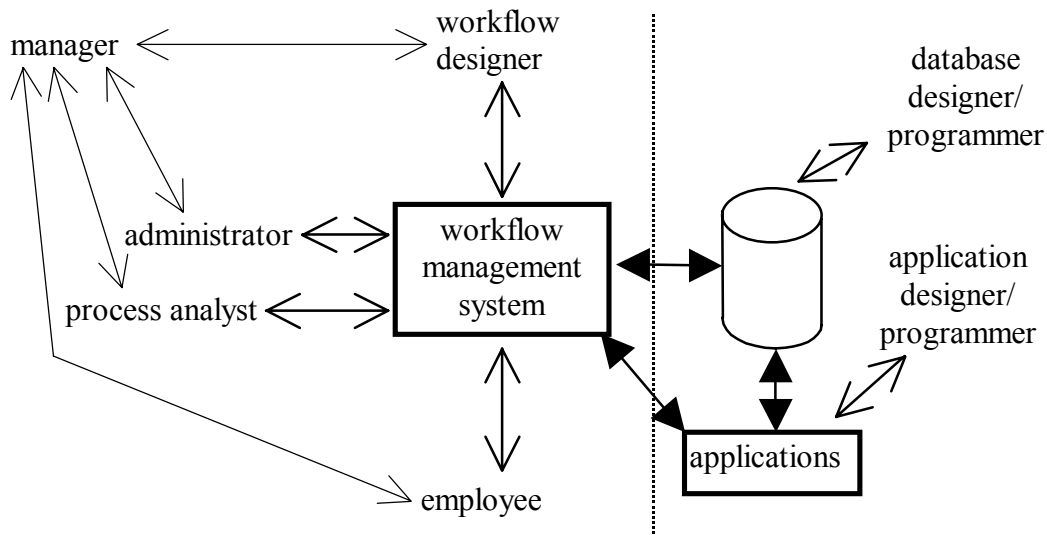 manager
workflow
designer
database
designer/
programmer
administrator
workflow
management
system
process analyst
application
designer/
programmer
applications
employee